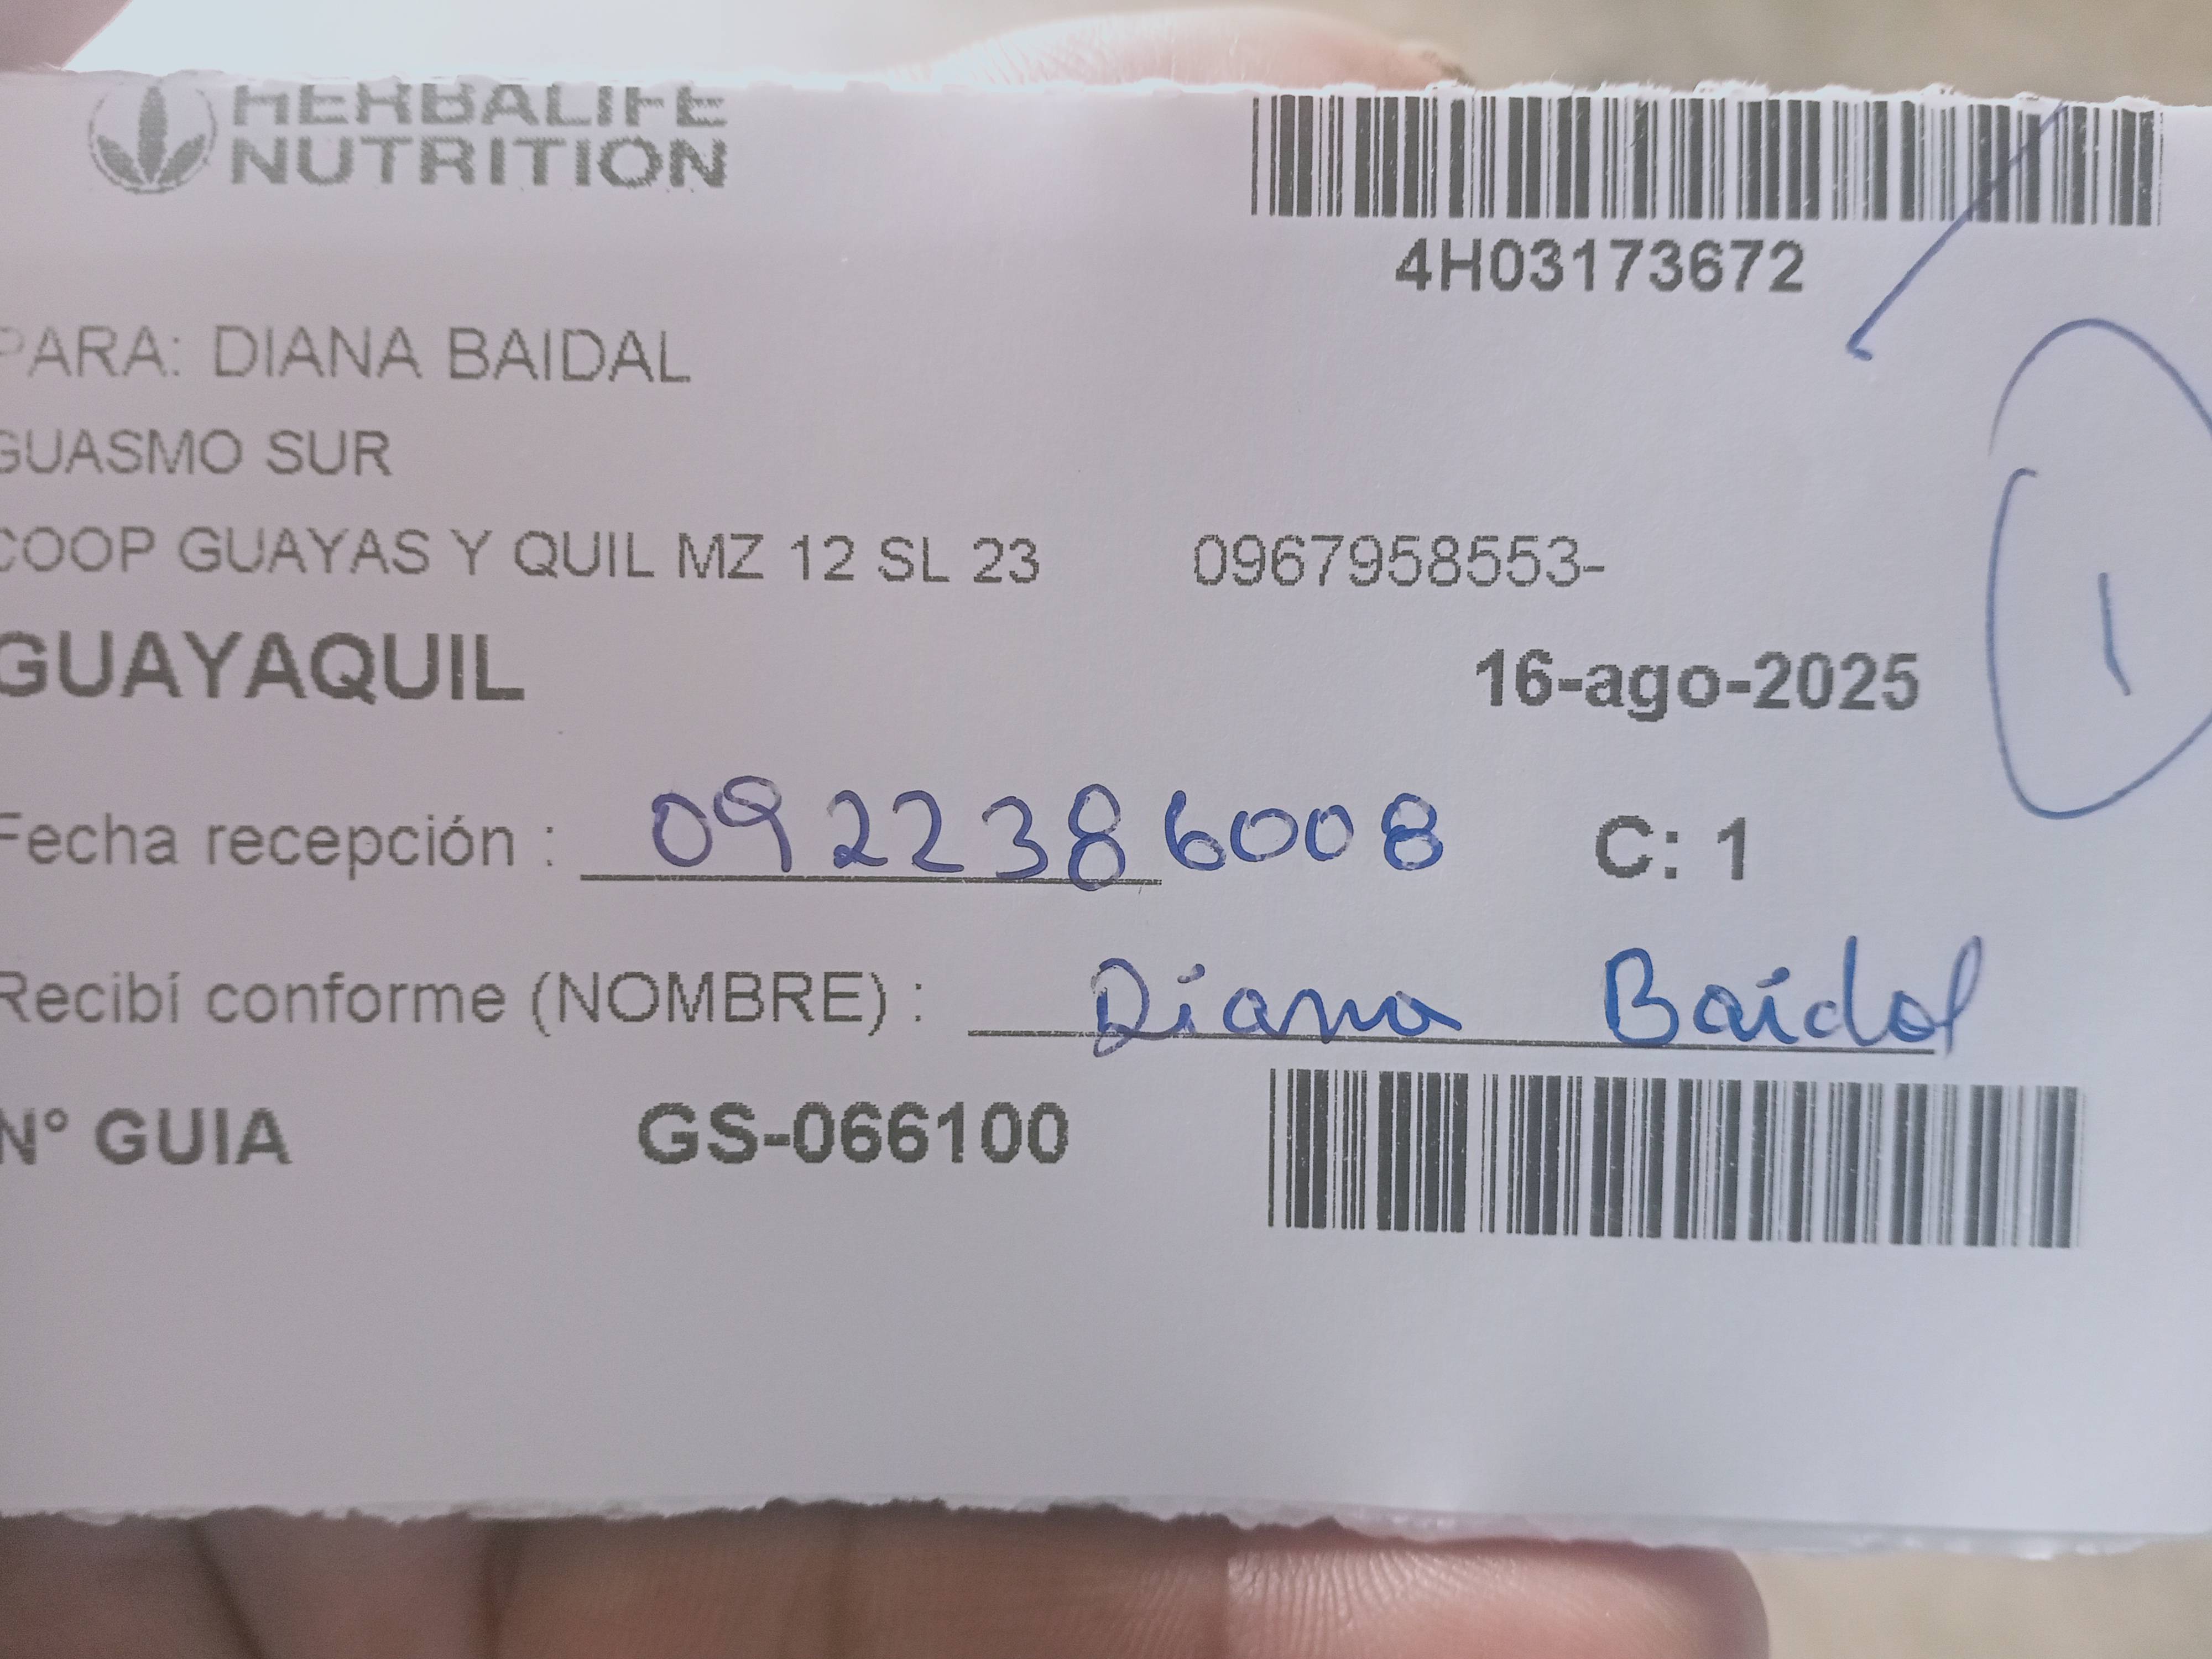 HERBALIFE
NUTRITION
4H03173672
PARA: DIANA BAIDAL
GUASMO SUR
COOP GUAYAS Y QUIL MZ 12 SL 23 0967958553-
GUAYAQUIL
16-ago-2025
1
Fecha recepción : 0922386008 C: 1
Recibí conforme (NOMBRE) : Diana Baidal
N° GUIA GS-066100